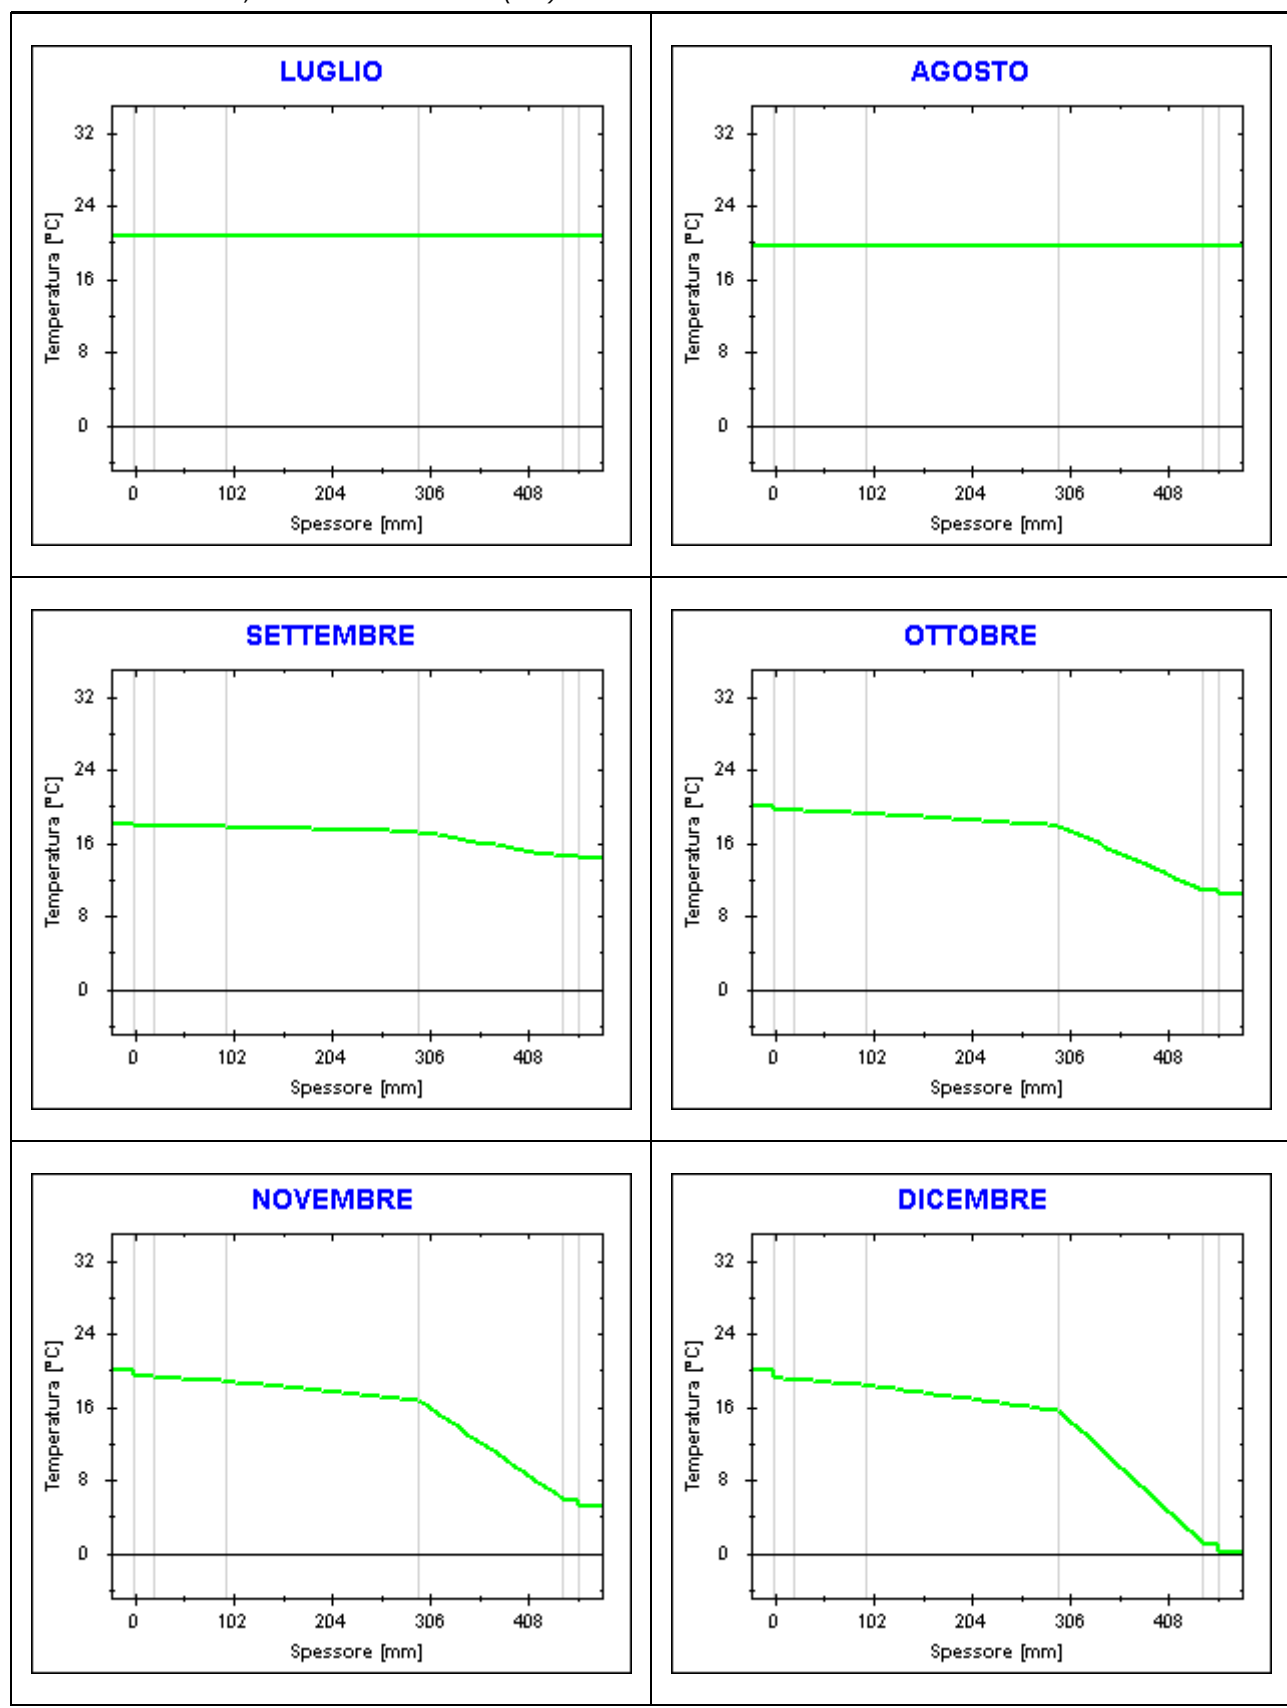 LUGLIO
32
24
16
8
0
0 102 204 306 408
Temperatura [°C]
Spessore [mm]
AGOSTO
32
24
16
8
0
0 102 204 306 408
Temperatura [°C]
Spessore [mm]
SETTEMBRE
32
24
16
8
0
0 102 204 306 408
Temperatura [°C]
Spessore [mm]
OTTOBRE
32
24
16
8
0
0 102 204 306 408
Temperatura [°C]
Spessore [mm]
NOVEMBRE
32
24
16
8
0
0 102 204 306 408
Temperatura [°C]
Spessore [mm]
DICEMBRE
32
24
16
8
0
0 102 204 306 408
Temperatura [°C]
Spessore [mm]